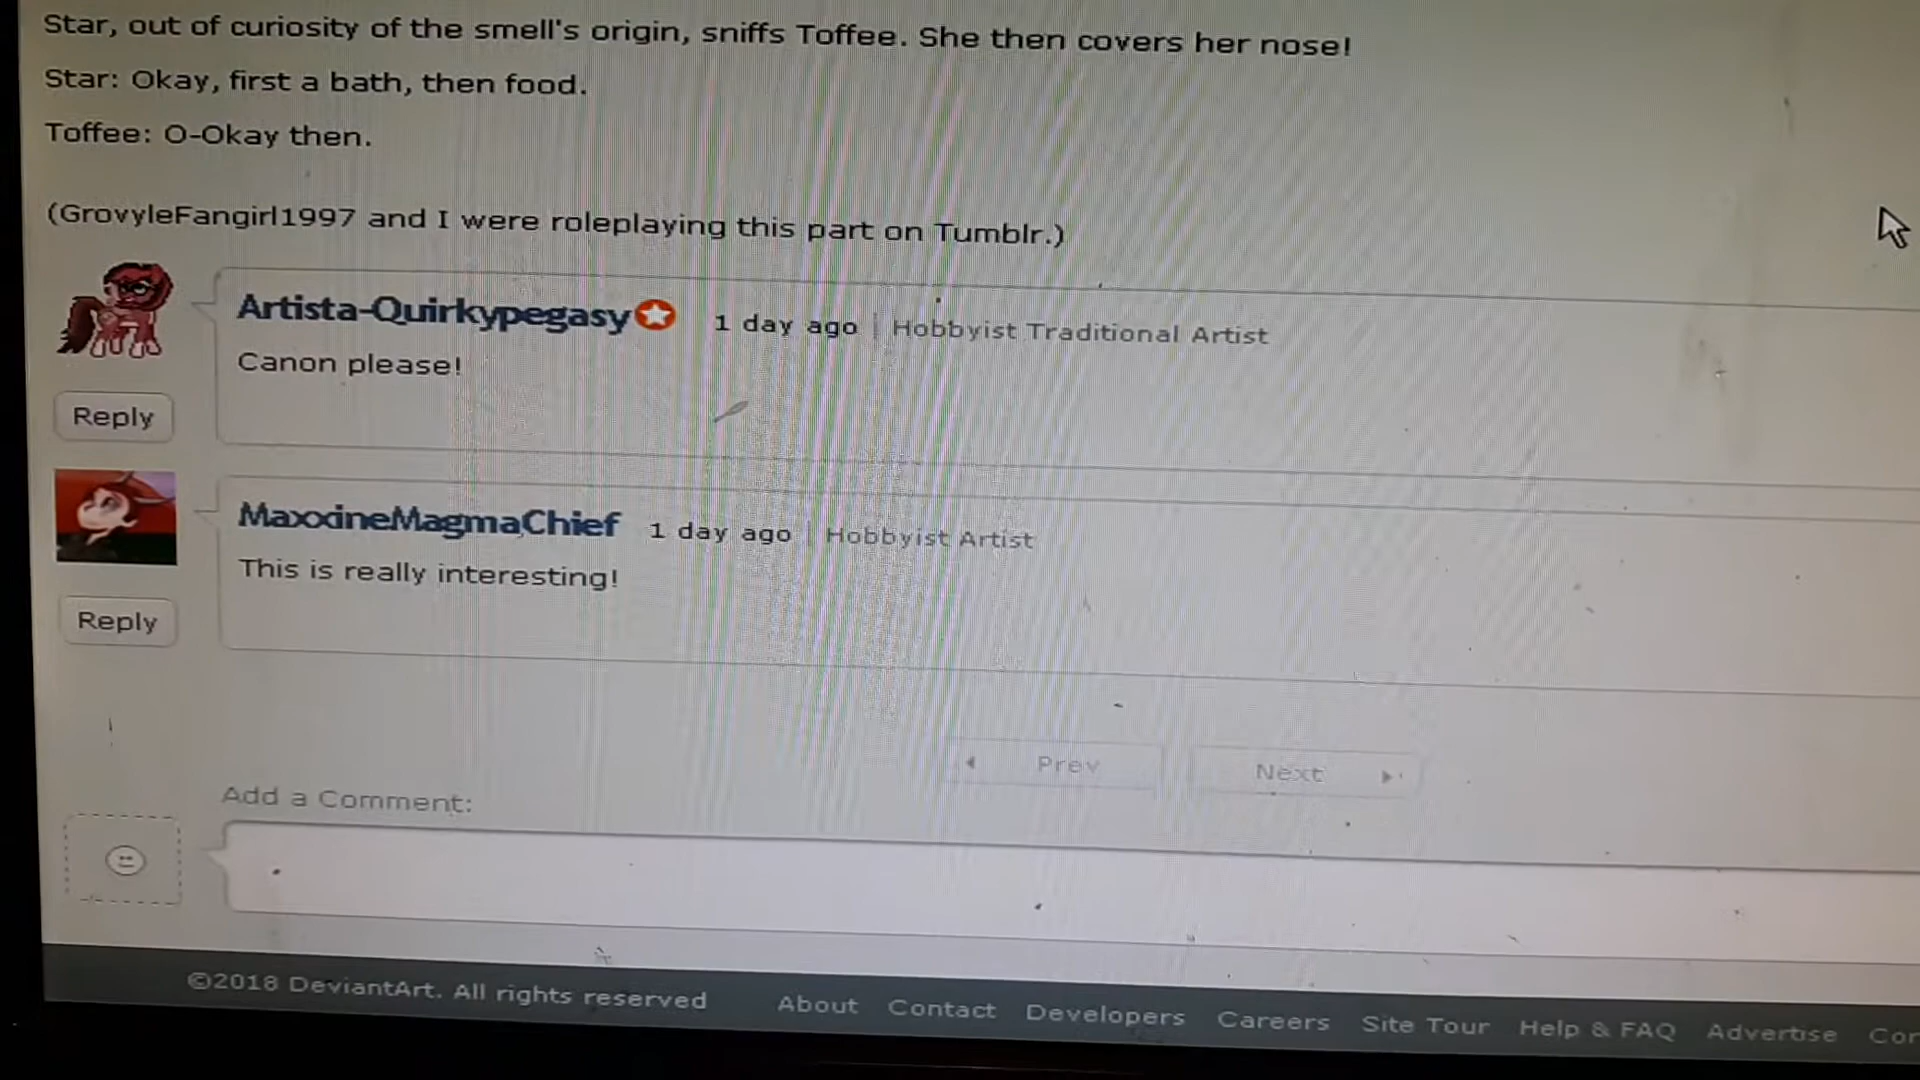 Star, out of curiosity of the smell's origin, sniffs Toffee. She then covers her nose!
Star: Okay, first a bath, then food.
Toffee: O-Okay then.
(GrovyleFangirl1997 and I were roleplaying this part on Tumblr.)
Artista-Quirkypegasy 1 day ago | Hobbyist Traditional Artist
Canon please!
Reply
MaxxineMagmaChief 1 day ago | Hobbyist Artist
This is really interesting!
Reply
Prev Next
Add a Comment:
©2018 DeviantArt. All rights reserved About Contact Developers Careers Site Tour Help & FAQ Advertise